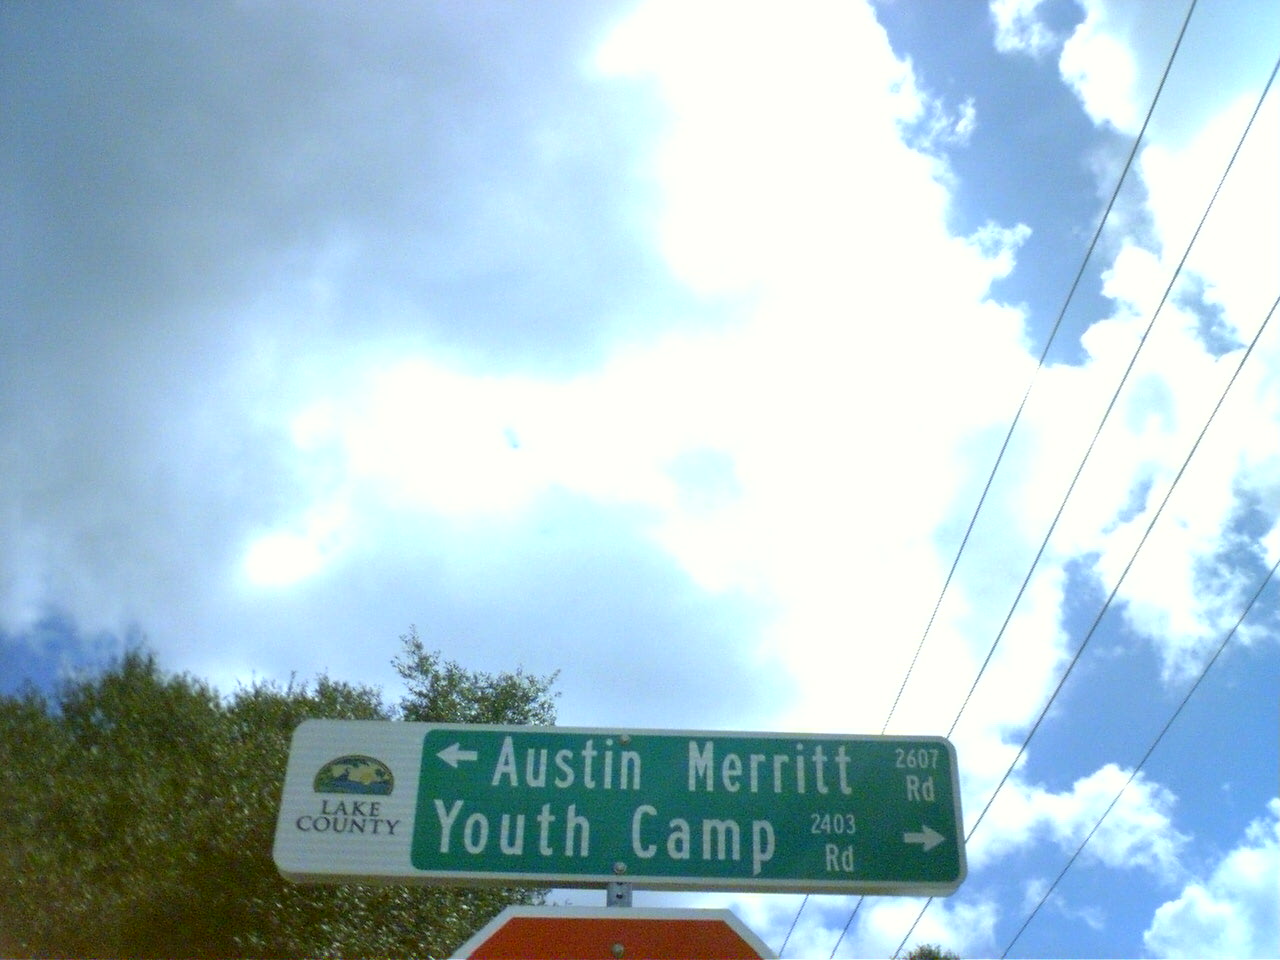 LAKE
COUNTY
← Austin Merritt 2607 Rd
Youth Camp 2403 Rd →